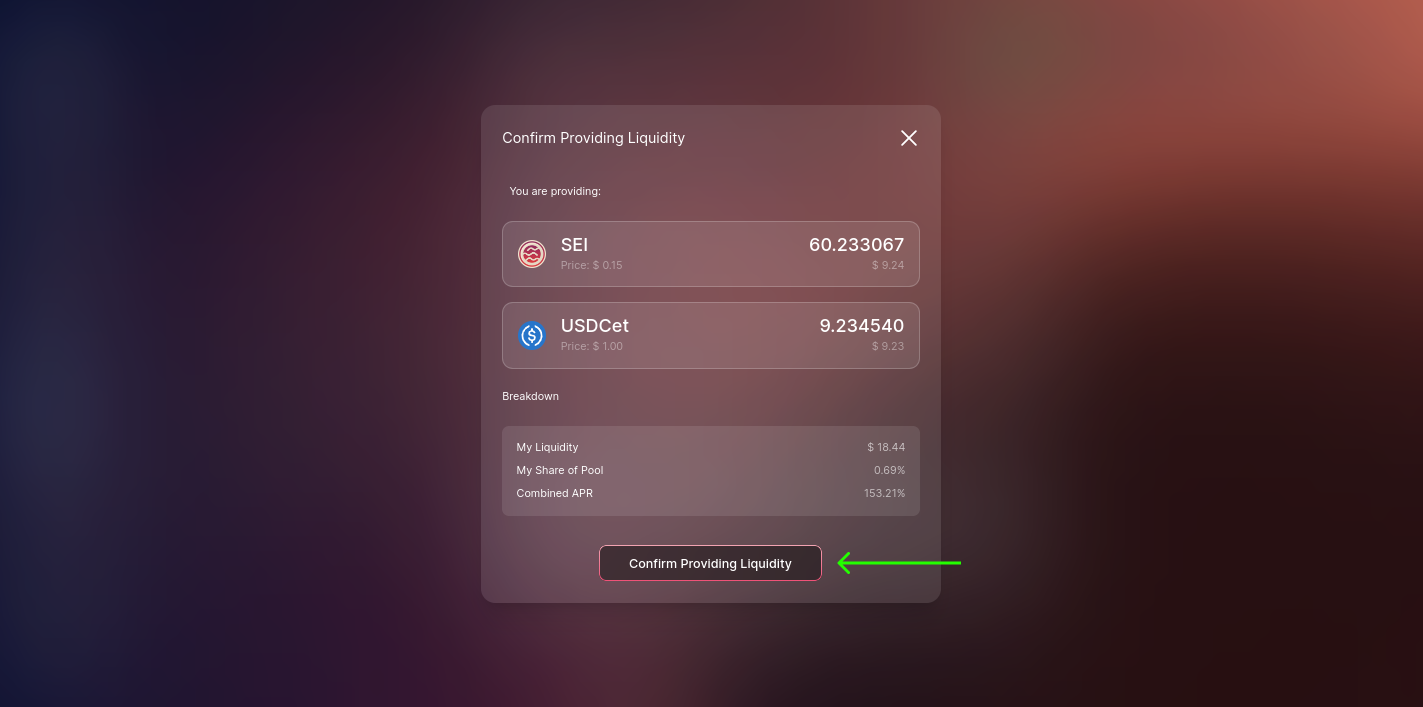 Confirm Providing Liquidity
You are providing:
SEI 60.233067
Price: $ 0.15 $ 9.24
USDCet 9.234540
Price: $ 1.00 $ 9.23
Breakdown
My Liquidity $ 18.44
My Share of Pool 0.69%
Combined APR 153.21%
Confirm Providing Liquidity